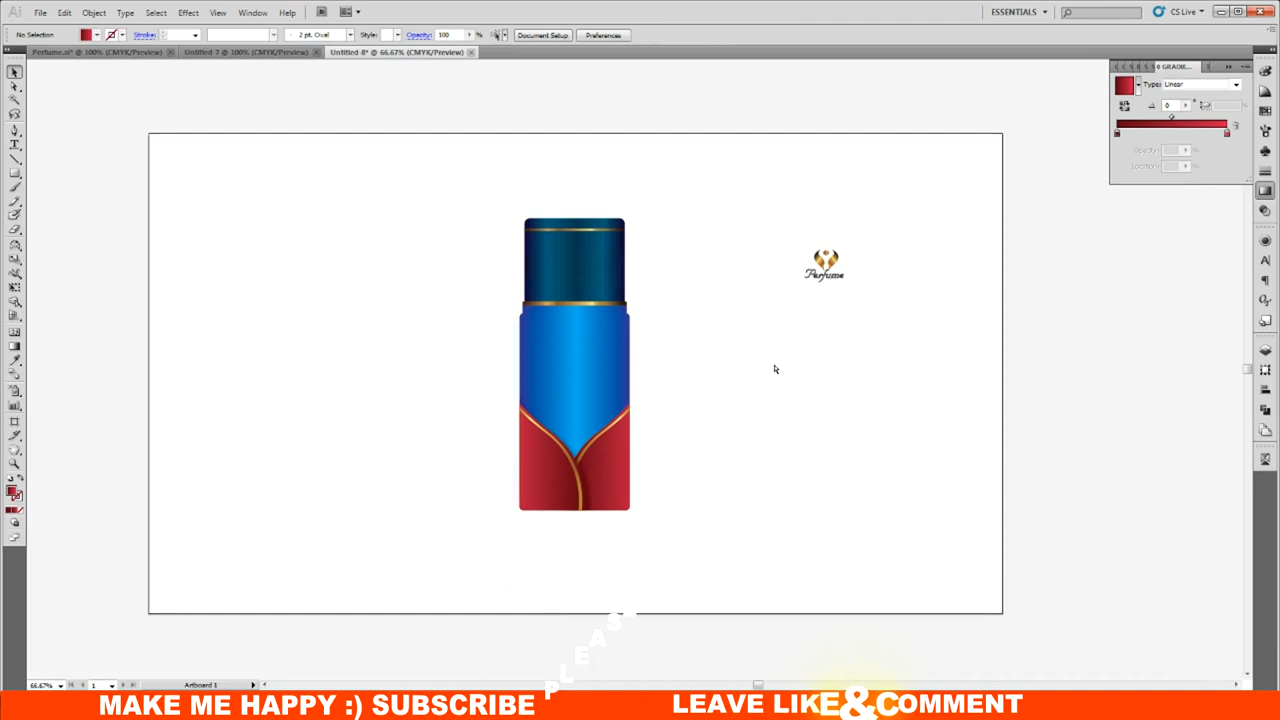 Ai File Edit Object Type Select Effect View Window Help ESSENTIALS CS Live
No Selection Stroke: 2 pt. Oval Style: Opacity: 100 % Document Setup Preferences
Perfume.ai* @ 100% (CMYK/Preview) Untitled-7 @ 100% (CMYK/Preview) Untitled-8* @ 66.67% (CMYK/Preview)
GRADIE...
Type: Linear
0 °
Opacity: %
Location: %
Perfume
PLEAS
66.67% 1 Artboard 1
MAKE ME HAPPY :) SUBSCRIBE LEAVE LIKE & COMMENT